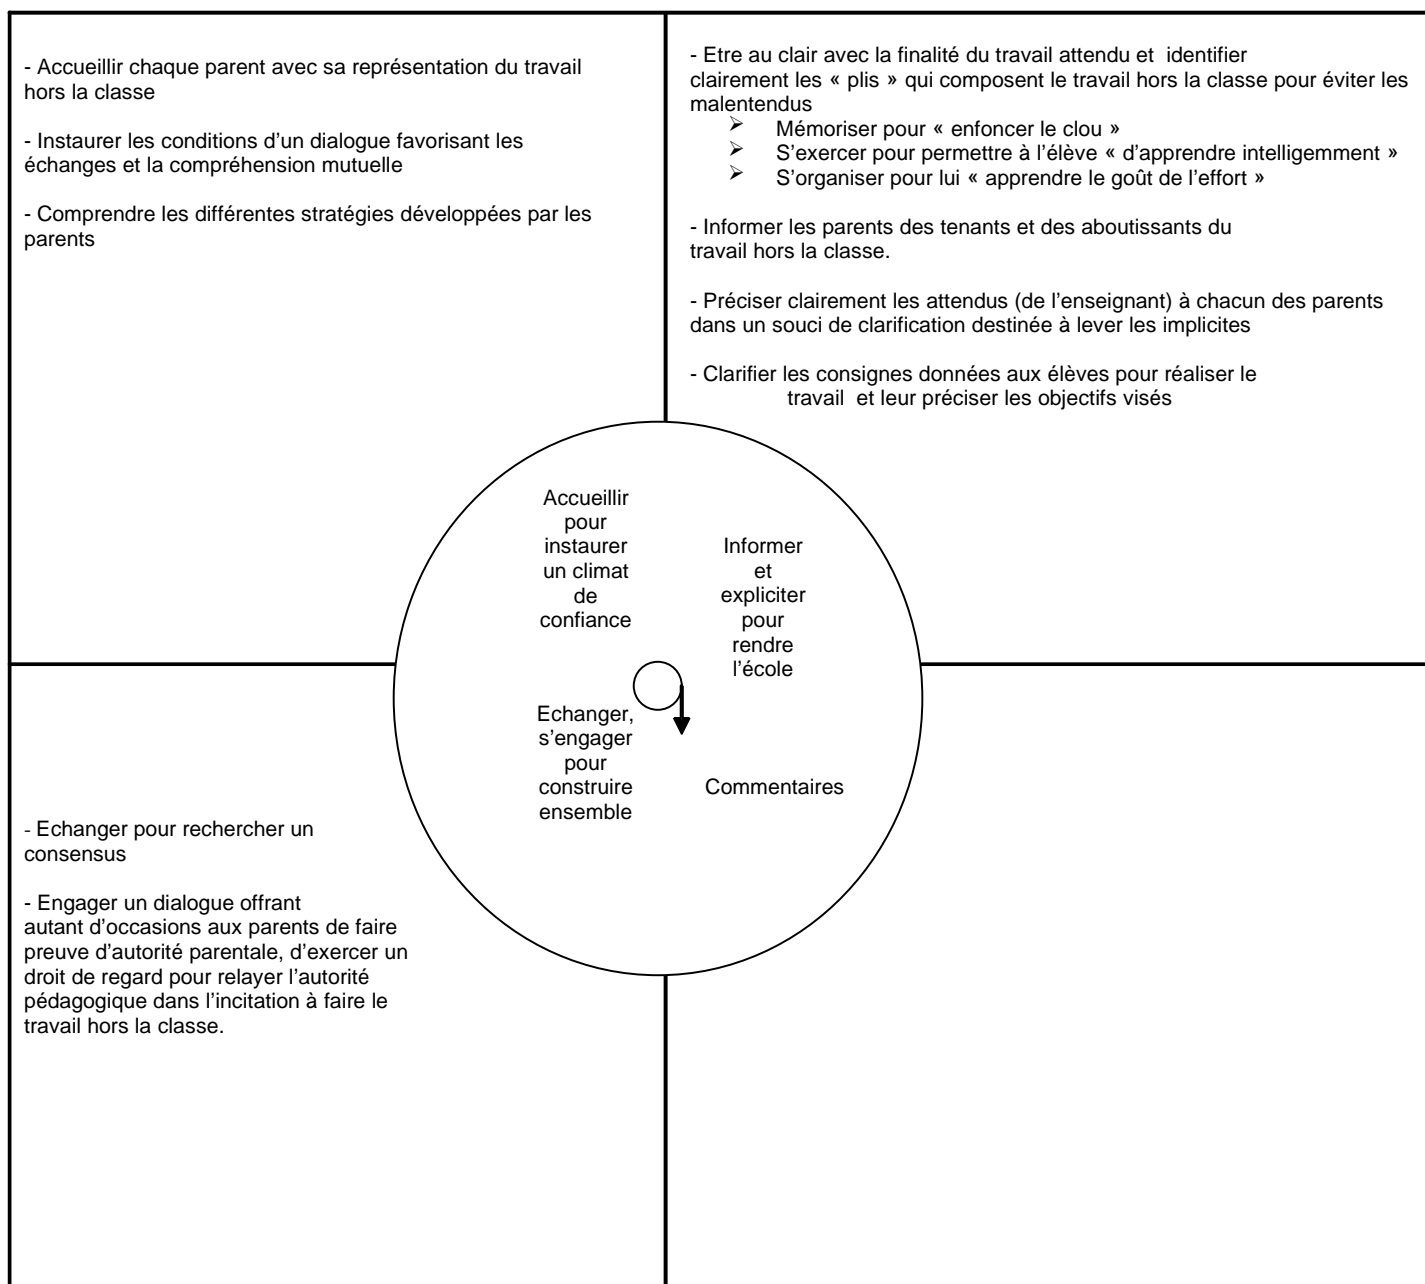 - Accueillir chaque parent avec sa représentation du travail
hors la classe
- Instaurer les conditions d’un dialogue favorisant les
échanges et la compréhension mutuelle
- Comprendre les différentes stratégies développées par les
parents
- Etre au clair avec la finalité du travail attendu et  identifier
clairement les « plis » qui composent le travail hors la classe pour éviter les
malentendus
➢ Mémoriser pour « enfoncer le clou »
➢ S’exercer pour permettre à l’élève « d’apprendre intelligemment »
➢ S’organiser pour lui « apprendre le goût de l’effort »
- Informer les parents des tenants et des aboutissants du
travail hors la classe.
- Préciser clairement les attendus (de l’enseignant) à chacun des parents
dans un souci de clarification destinée à lever les implicites
- Clarifier les consignes données aux élèves pour réaliser le
travail  et leur préciser les objectifs visés
Accueillir
pour
instaurer
un climat
de
confiance
Informer
et
expliciter
pour
rendre
l’école
Echanger,
s’engager
pour
construire
ensemble
Commentaires
- Echanger pour rechercher un
consensus
- Engager un dialogue offrant
autant d’occasions aux parents de faire
preuve d’autorité parentale, d’exercer un
droit de regard pour relayer l’autorité
pédagogique dans l’incitation à faire le
travail hors la classe.